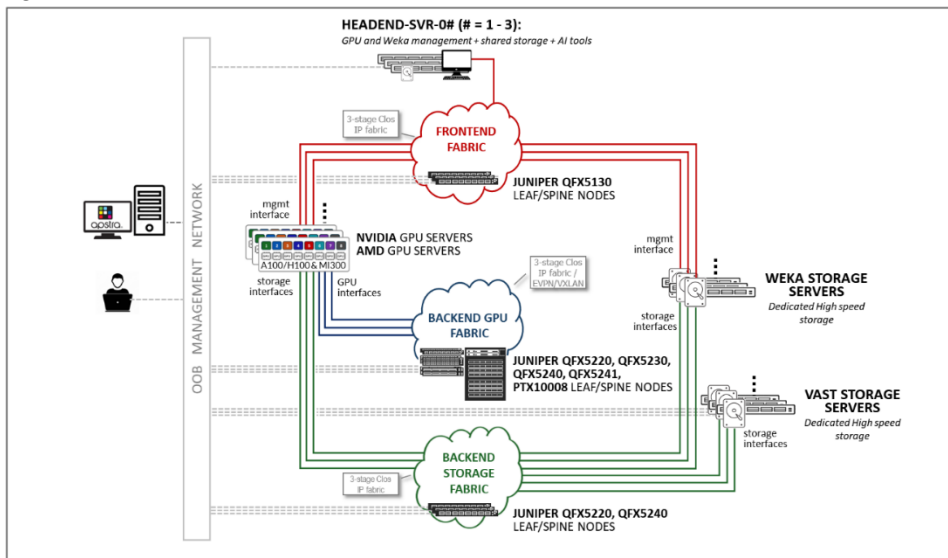 HEADEND-SVR-0# (# = 1 - 3):
GPU and Weka management + shared storage + AI tools
3-stage Clos
IP fabric
FRONTEND
FABRIC
JUNIPER QFX5130
LEAF/SPINE NODES
OOB MANAGEMENT NETWORK
apstra
mgmt
interface
NVIDIA GPU SERVERS
AMD GPU SERVERS
A100/H100 & MI300
storage
interfaces
GPU
interfaces
3-stage Clos
IP fabric /
EVPN/VXLAN
BACKEND GPU
FABRIC
JUNIPER QFX5220, QFX5230,
QFX5240, QFX5241,
PTX10008 LEAF/SPINE NODES
mgmt
interface
WEKA STORAGE
SERVERS
Dedicated High speed
storage
storage
interfaces
VAST STORAGE
SERVERS
Dedicated High speed
storage
storage
interfaces
BACKEND
STORAGE
FABRIC
3-stage Clos
IP fabric
JUNIPER QFX5220, QFX5240
LEAF/SPINE NODES